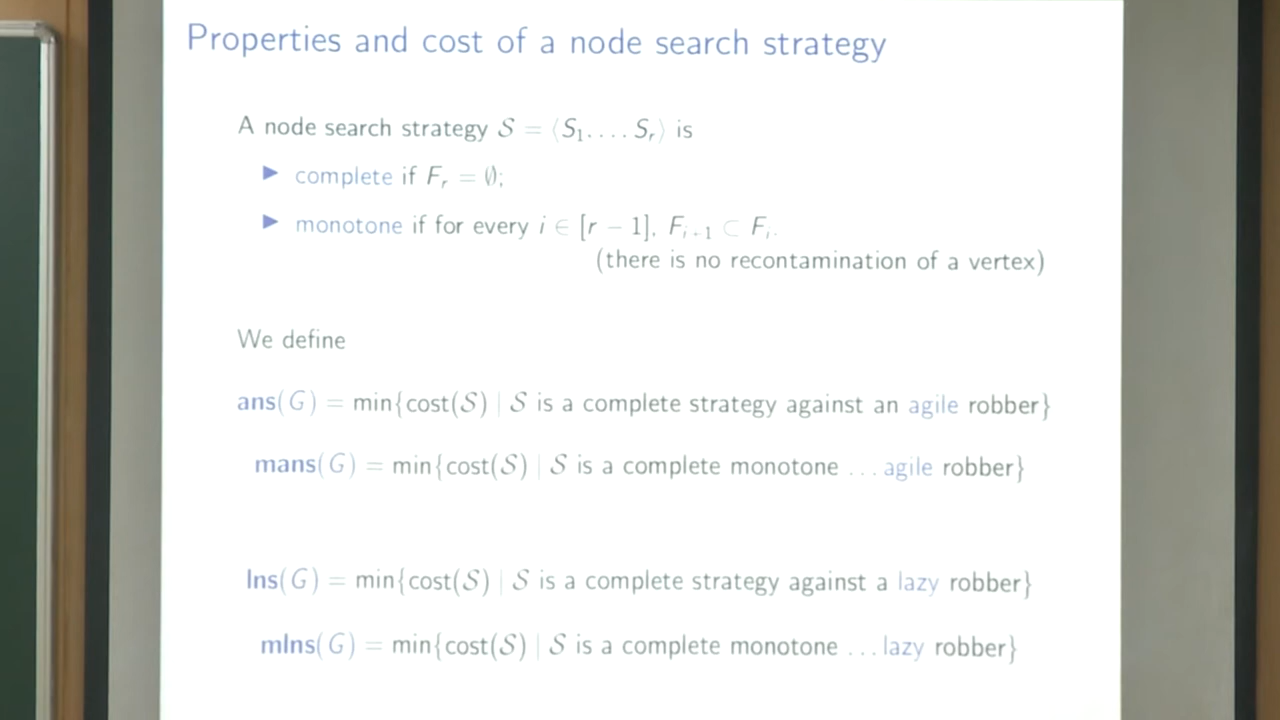 Properties and cost of a node search strategy
A node search strategy 𝒮 = ⟨S₁, . . . , Sᵣ⟩ is
▶ complete if Fᵣ = ∅;
▶ monotone if for every i ∈ [r − 1], Fᵢ₊₁ ⊂ Fᵢ.
(there is no recontamination of a vertex)
We define
ans(G) = min{cost(𝒮) | 𝒮 is a complete strategy against an agile robber}
mans(G) = min{cost(𝒮) | 𝒮 is a complete monotone . . . agile robber}
lns(G) = min{cost(𝒮) | 𝒮 is a complete strategy against a lazy robber}
mlns(G) = min{cost(𝒮) | 𝒮 is a complete monotone . . . lazy robber}